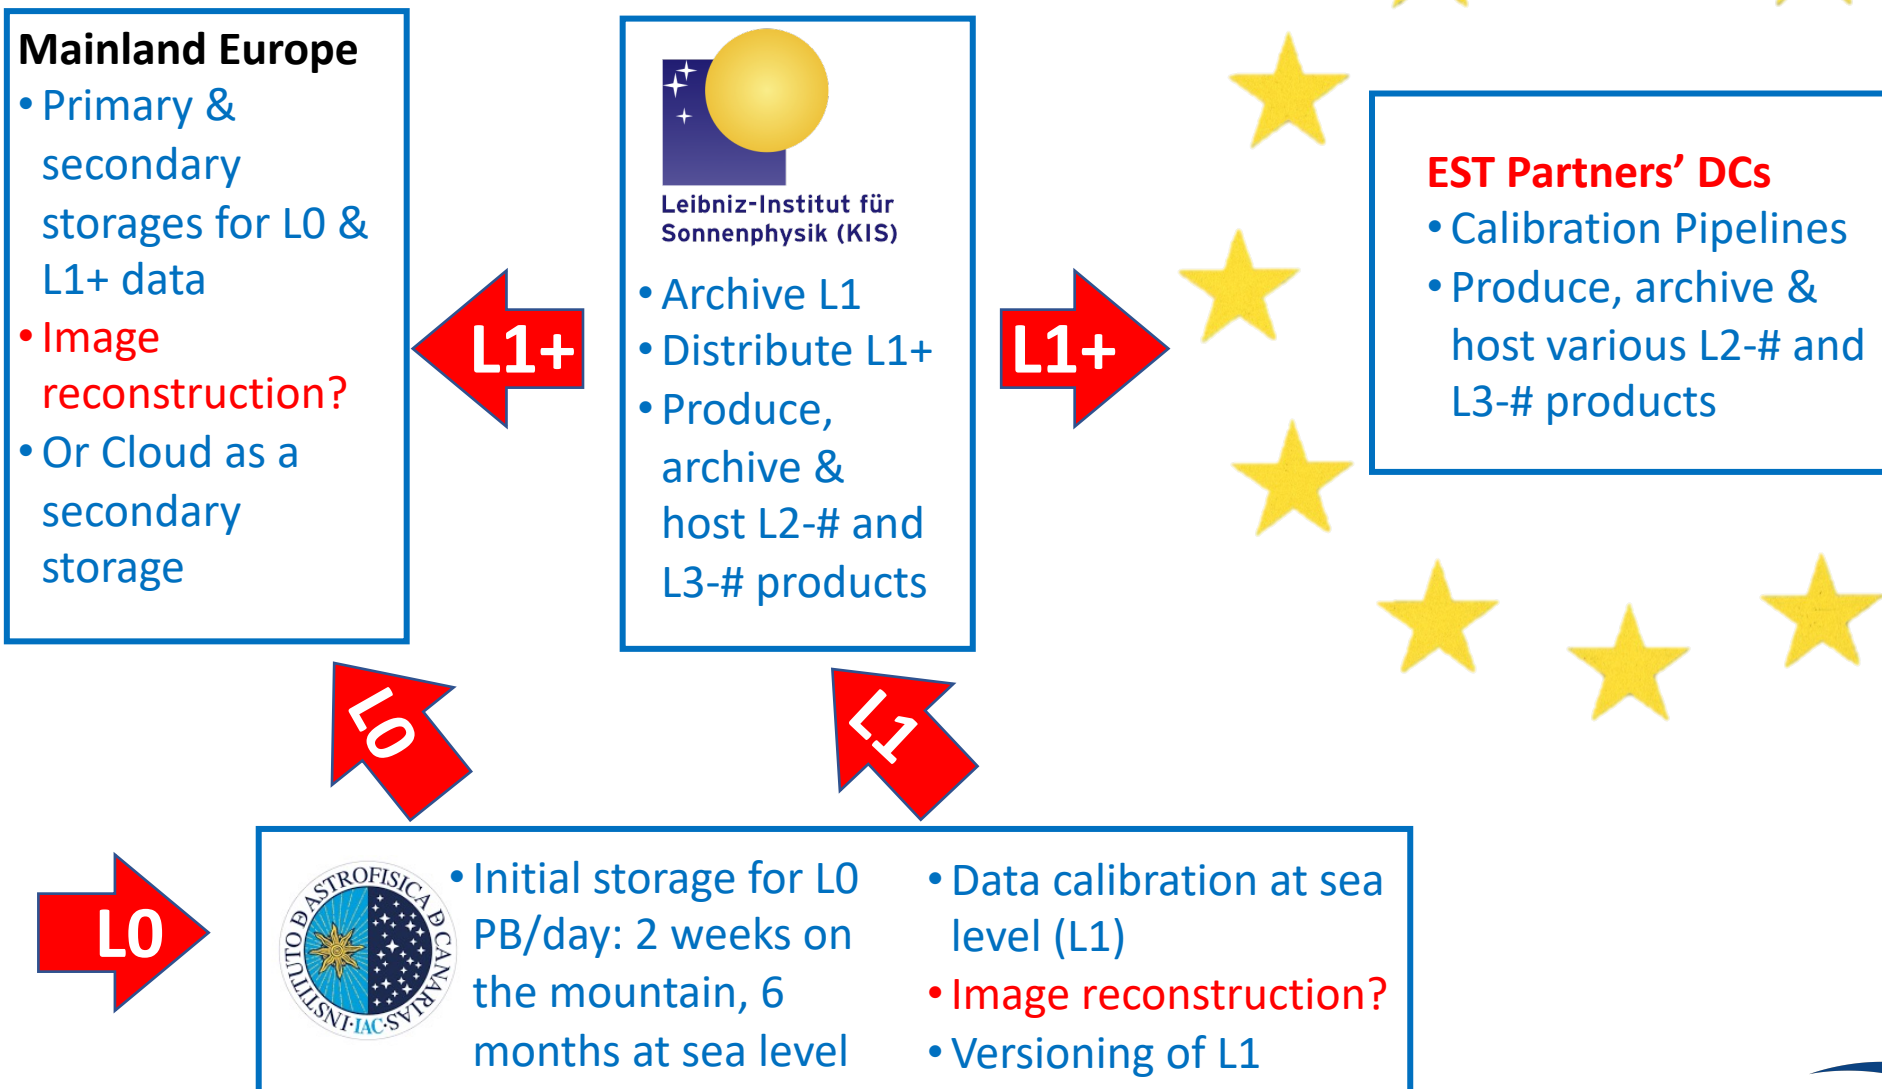 Mainland Europe
• Primary &
secondary
storages for L0 &
L1+ data
• Image
reconstruction?
• Or Cloud as a
secondary
storage
L1+
Leibniz-Institut für
Sonnenphysik (KIS)
• Archive L1
• Distribute L1+
• Produce,
archive &
host L2-# and
L3-# products
L1+
EST Partners’ DCs
• Calibration Pipelines
• Produce, archive &
host various L2-# and
L3-# products
L0
L1
L0
INSTITUTO D ASTROFISICA D CANARIAS
·IAC·
• Initial storage for L0
PB/day: 2 weeks on
the mountain, 6
months at sea level
• Data calibration at sea
level (L1)
• Image reconstruction?
• Versioning of L1